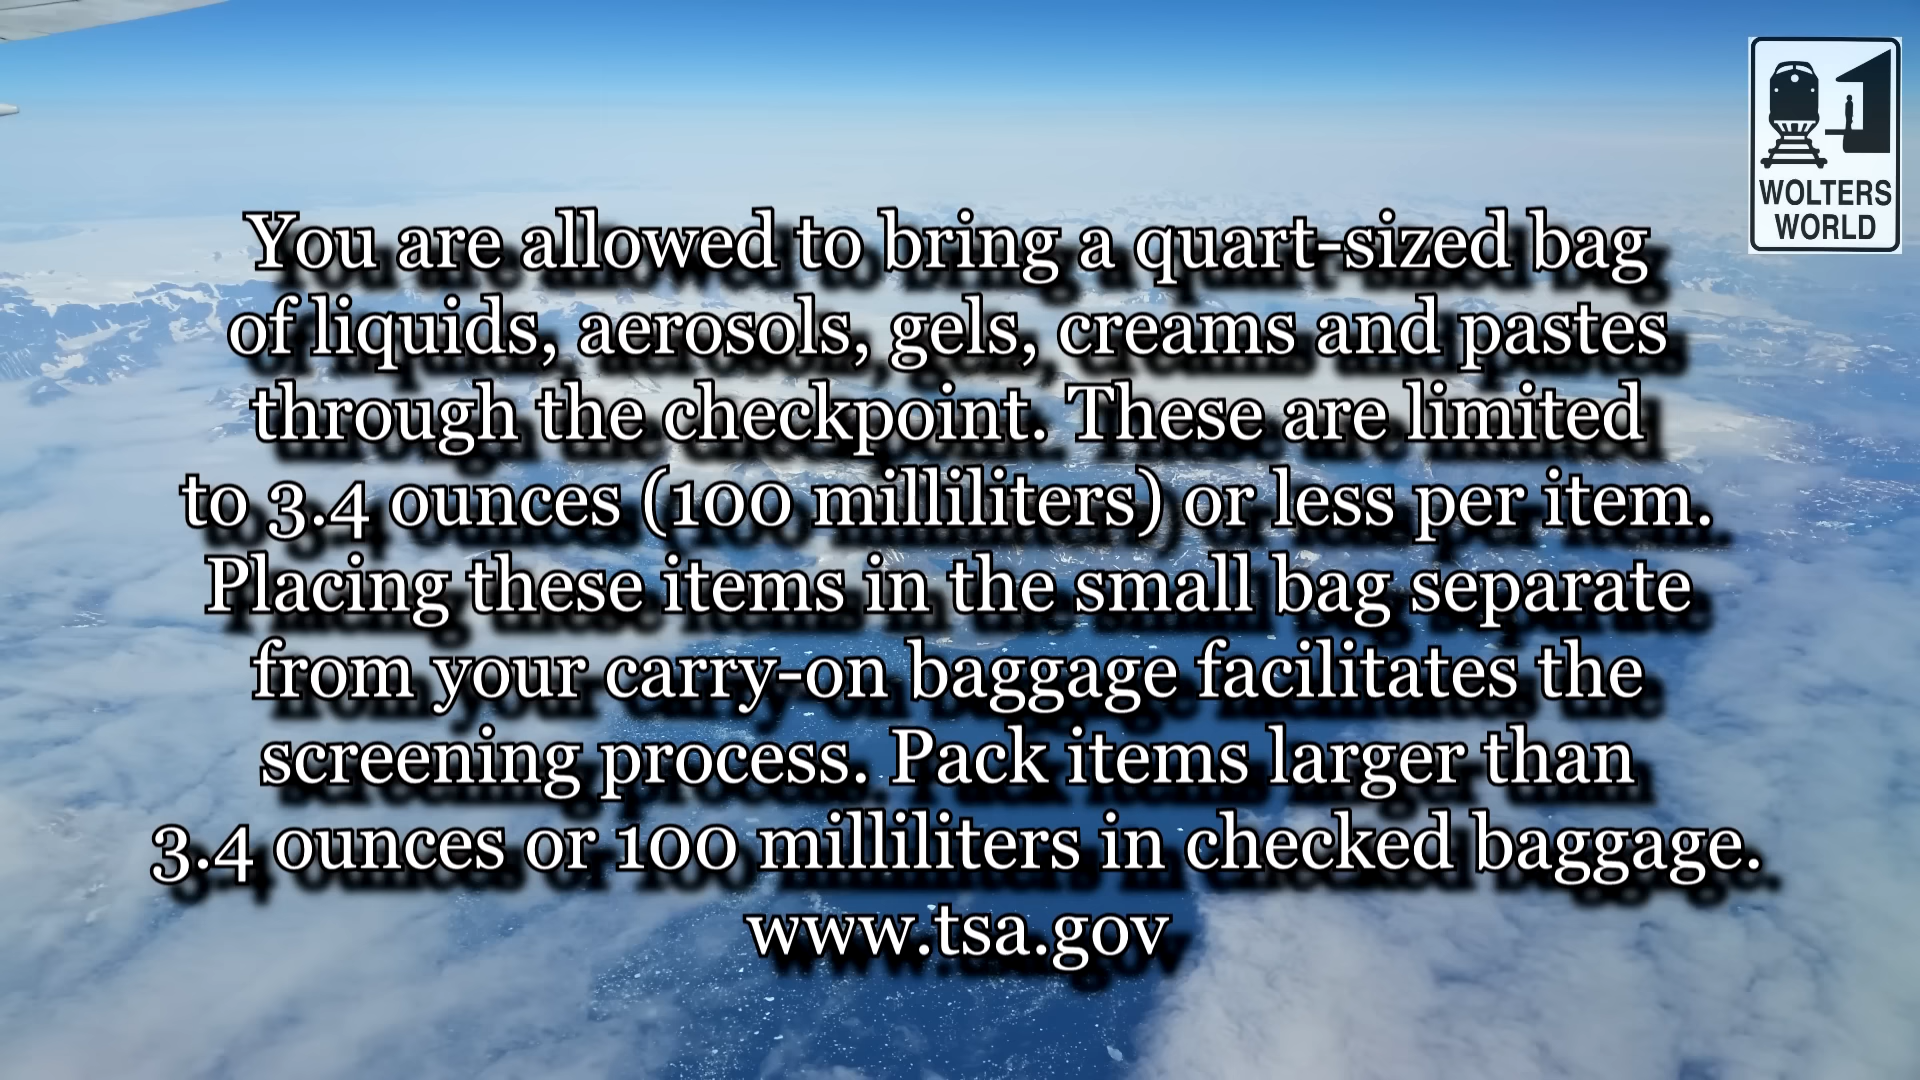 WOLTERS
WORLD
You are allowed to bring a quart-sized bag
of liquids, aerosols, gels, creams and pastes
through the checkpoint. These are limited
to 3.4 ounces (100 milliliters) or less per item.
Placing these items in the small bag separate
from your carry-on baggage facilitates the
screening process. Pack items larger than
3.4 ounces or 100 milliliters in checked baggage.
www.tsa.gov